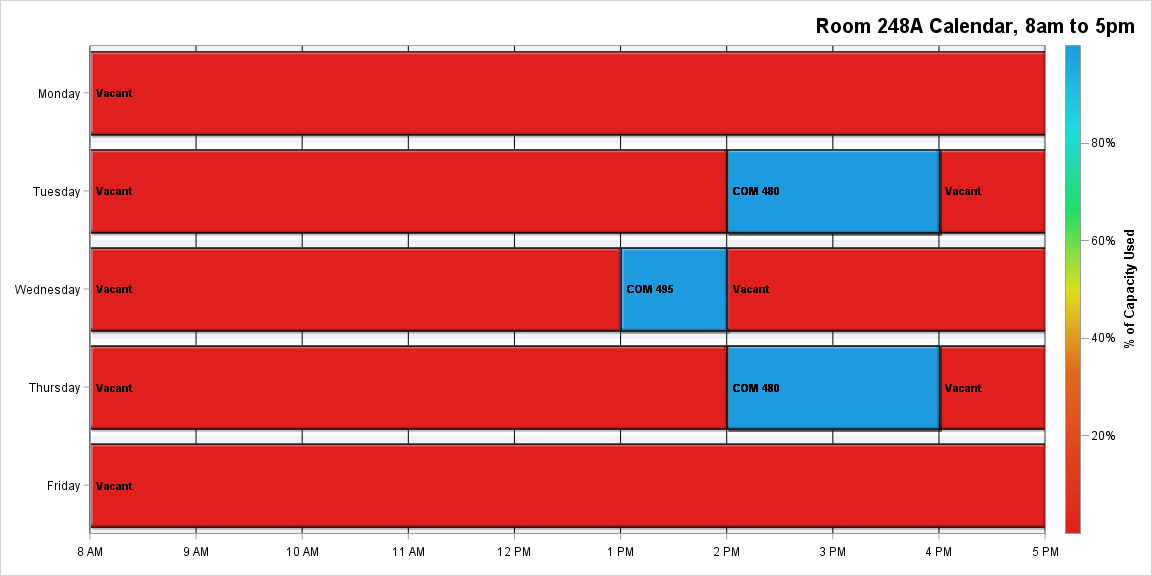 Room 248A Calendar, 8am to 5pm
Monday
Vacant
Tuesday
Vacant
COM 480
Vacant
Wednesday
Vacant
COM 495
Vacant
Thursday
Vacant
COM 480
Vacant
Friday
Vacant
8 AM
9 AM
10 AM
11 AM
12 PM
1 PM
2 PM
3 PM
4 PM
5 PM
80%
60%
40%
20%
% of Capacity Used